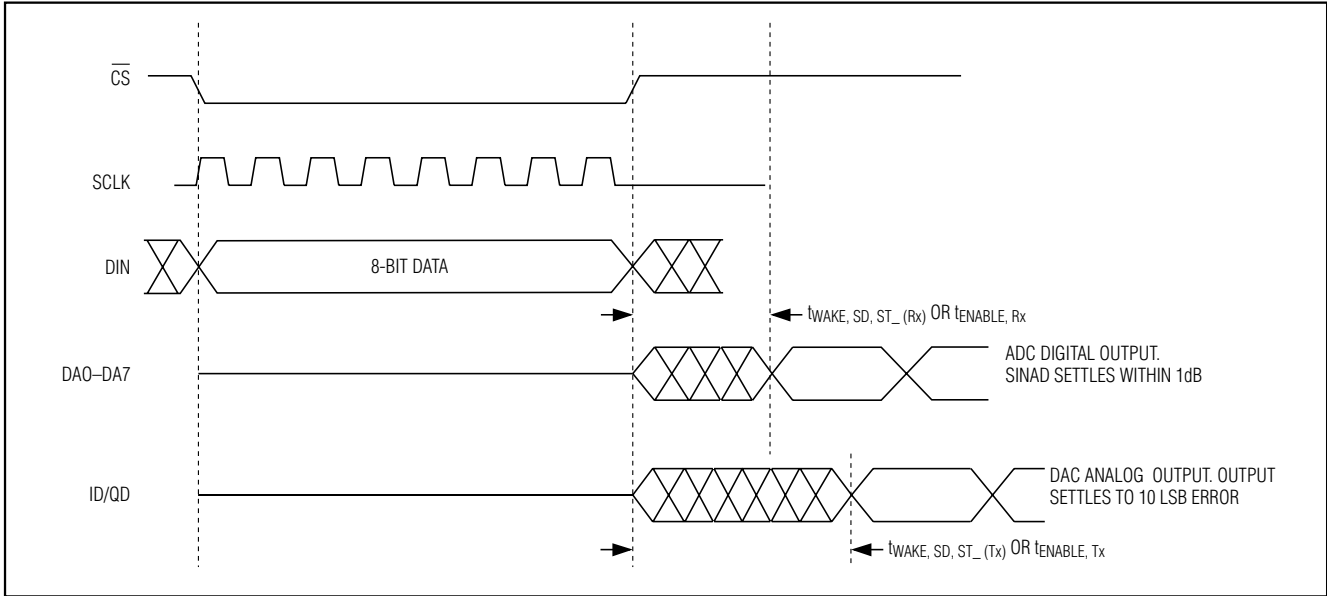 CS
SCLK
DIN
8-BIT DATA
tWAKE, SD, ST_ (Rx) OR tENABLE, Rx
DA0–DA7
ADC DIGITAL OUTPUT.
SINAD SETTLES WITHIN 1dB
ID/QD
DAC ANALOG OUTPUT. OUTPUT
SETTLES TO 10 LSB ERROR
tWAKE, SD, ST_ (Tx) OR tENABLE, Tx